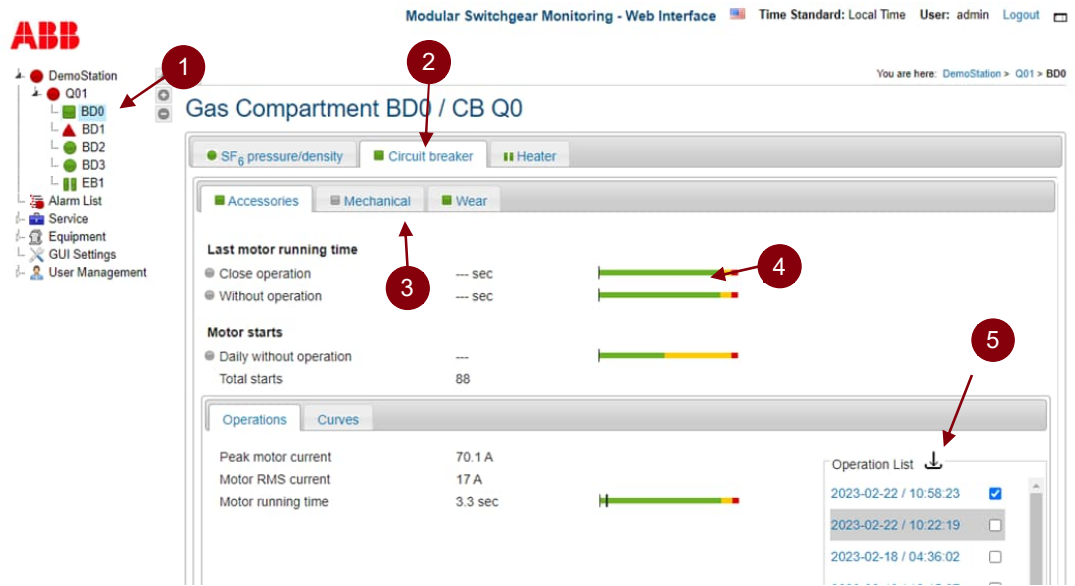 Modular Switchgear Monitoring - Web Interface Time Standard: Local Time User: admin Logout
ABB
1
2
You are here: DemoStation > Q01 > BD0
DemoStation
Q01
BD0
BD1
BD2
BD3
EB1
Alarm List
Service
Equipment
GUI Settings
User Management
Gas Compartment BD0 / CB Q0
SF6 pressure/density Circuit breaker Heater
Accessories Mechanical Wear
Last motor running time
Close operation --- sec
4
Without operation --- sec
3
Motor starts
Daily without operation ---
Total starts 88
5
Operations Curves
Peak motor current 70.1 A
Motor RMS current 17 A
Motor running time 3.3 sec
Operation List
2023-02-22 / 10:58:23
2023-02-22 / 10:22:19
2023-02-18 / 04:36:02